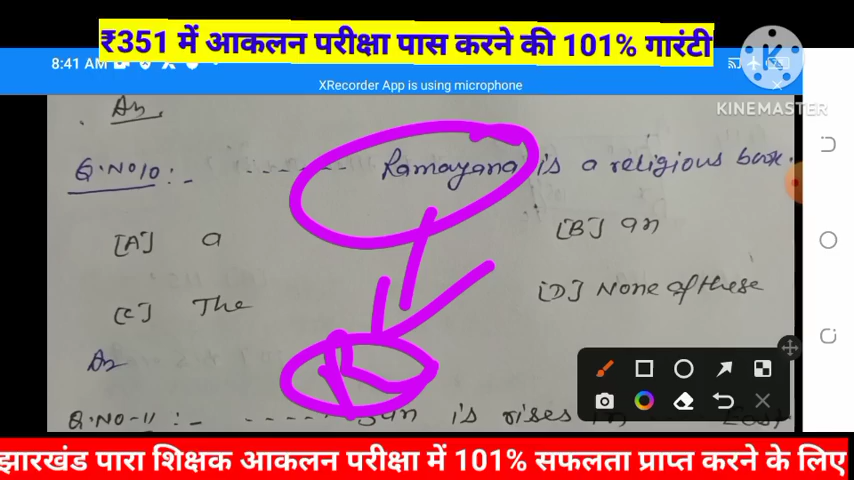 ₹351 में आकलन परीक्षा पास करने की 101% गारंटी
8:41 AM
XRecorder App is using microphone
KINEMASTER
Ans
Q.No10:- ------- Ramayana is a religious book.
[A] a [B] an
[C] The [D] None of these
Ans
Q.NO-11:- ------- Sun is rises in East
झारखंड पारा शिक्षक आकलन परीक्षा में 101% सफलता प्राप्त करने के लिए